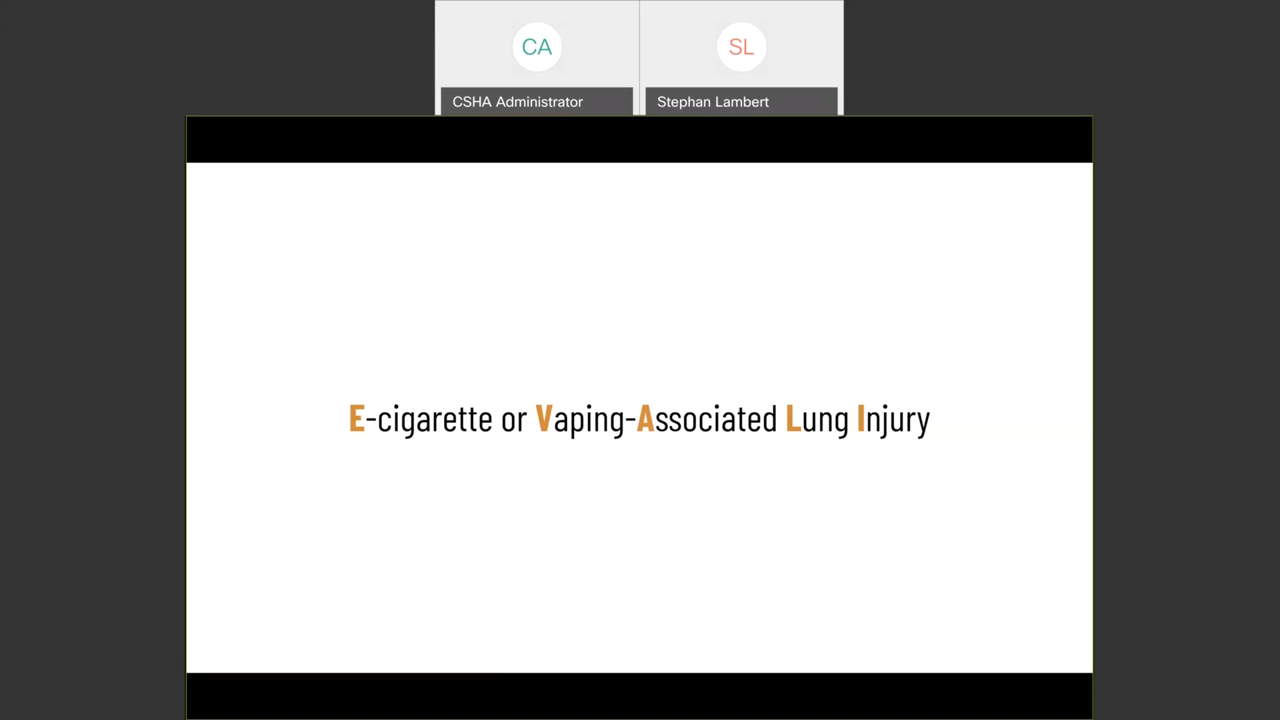 CA
SL
CSHA Administrator
Stephan Lambert
E-cigarette or Vaping-Associated Lung Injury